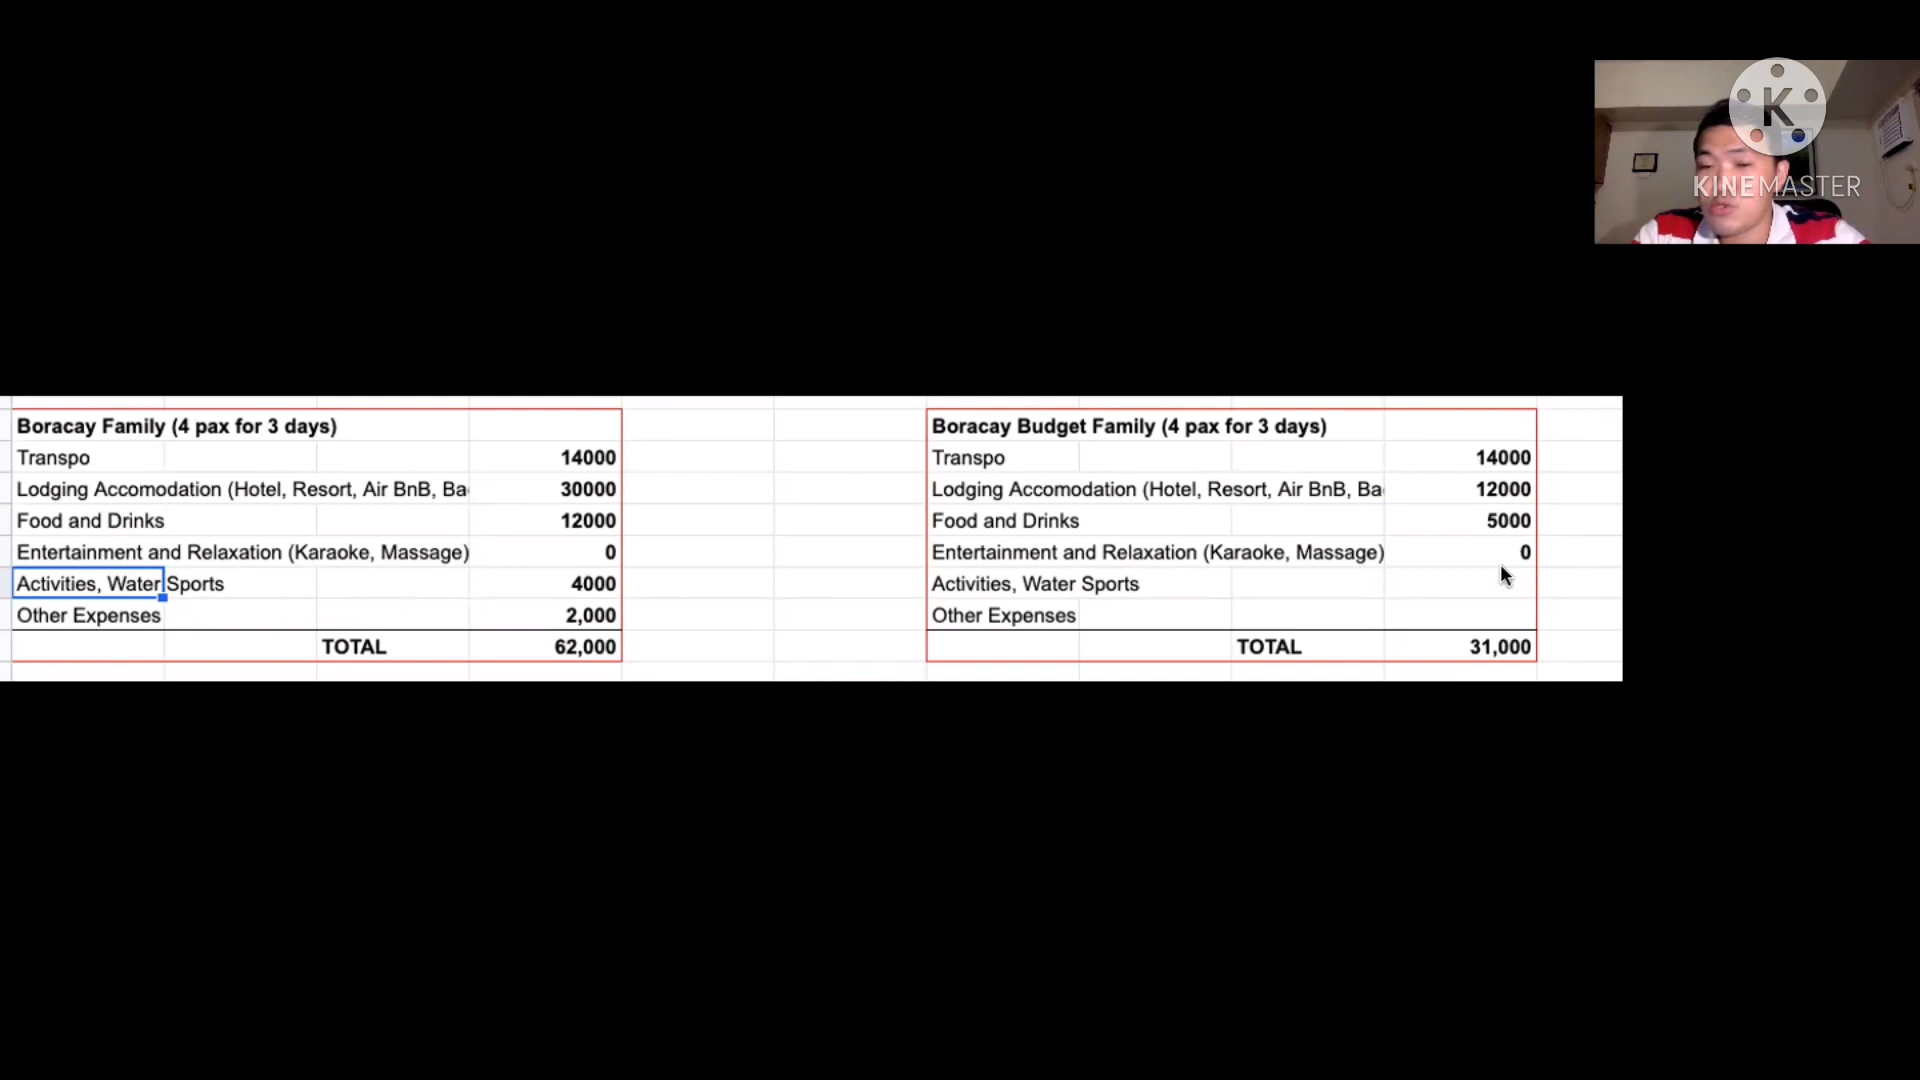 K
KINEMASTER
Boracay Family (4 pax for 3 days)
Transpo 14000
Lodging Accomodation (Hotel, Resort, Air BnB, Ba
Food and Drinks 12000
30000
Entertainment and Relaxation (Karaoke, Massage) 0
Activities, Water Sports 4000
Other Expenses 2,000
TOTAL 62,000
Boracay Budget Family (4 pax for 3 days)
Transpo 14000
Lodging Accomodation (Hotel, Resort, Air BnB, Ba 12000
Food and Drinks 5000
Entertainment and Relaxation (Karaoke, Massage) 0
Activities, Water Sports
Other Expenses
TOTAL 31,000